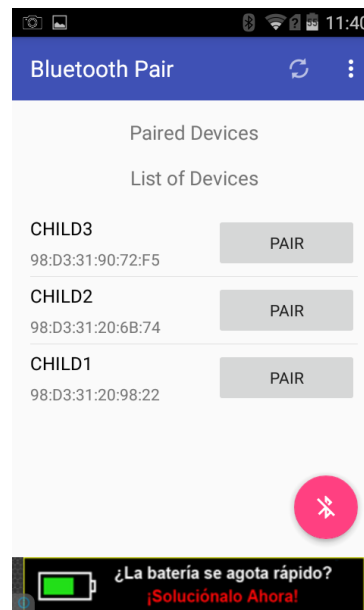 11:40
Bluetooth Pair
Paired Devices
List of Devices
CHILD3
PAIR
98:D3:31:90:72:F5
CHILD2
PAIR
98:D3:31:20:6B:74
CHILD1
PAIR
98:D3:31:20:98:22
¿La batería se agota rápido?
¡Soluciónalo Ahora!